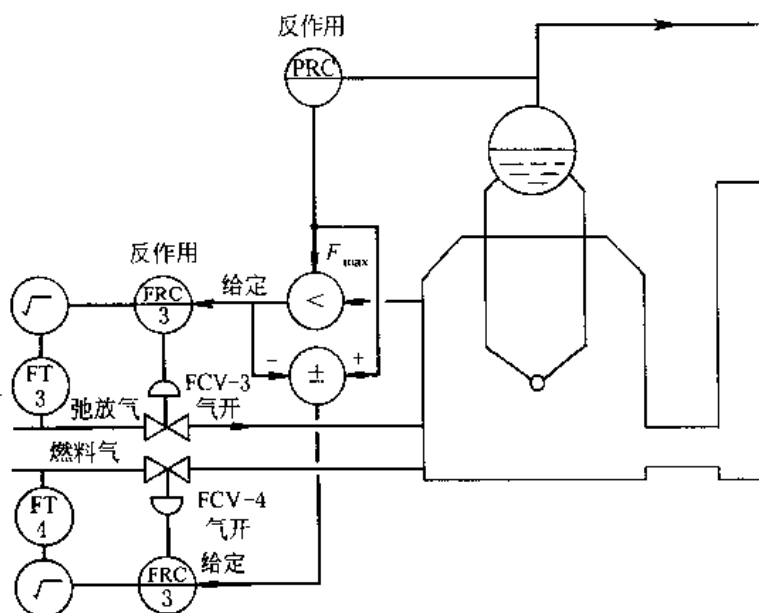 反作用
PRC
反作用
F max
给定
√
FRC
3
<
FT
3
- ± +
FCV-3
气开
弛放气
燃料气
FT
4
FCV-4
气开
给定
√
FRC
3